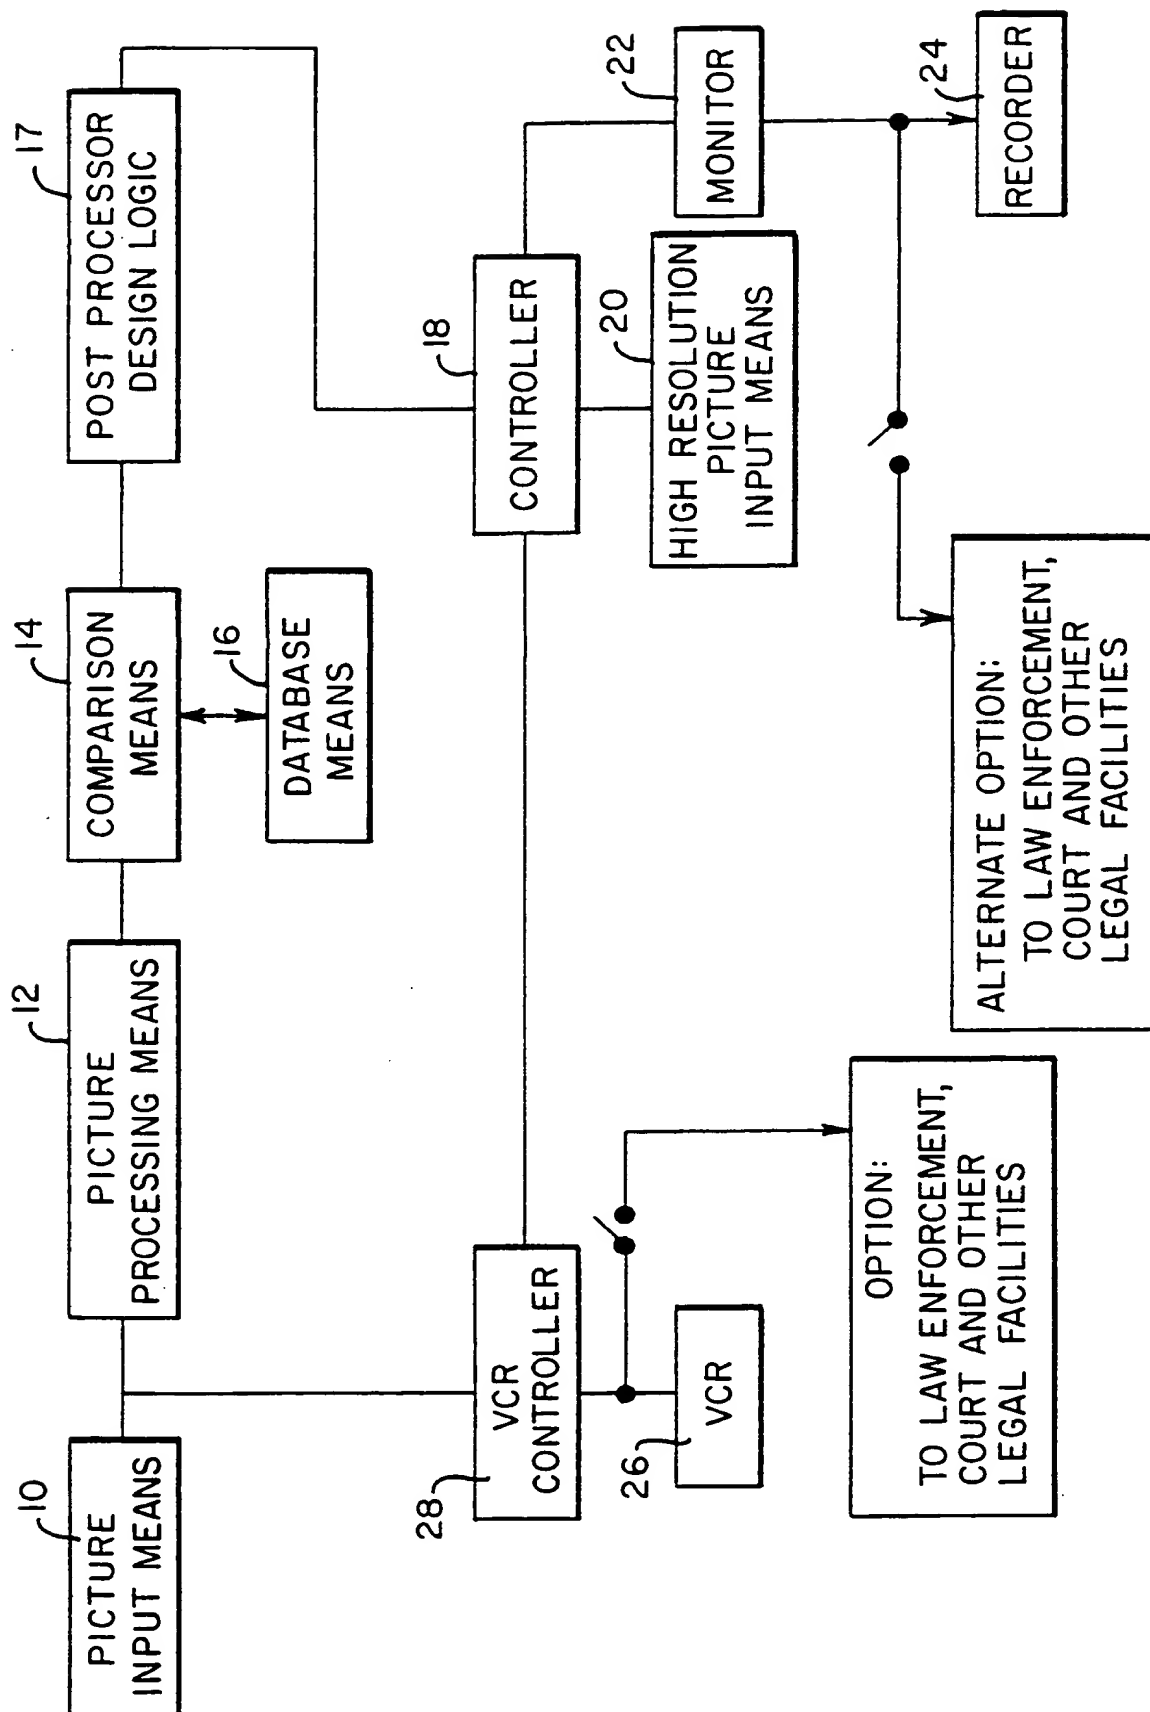 10
PICTURE
INPUT MEANS
12
PICTURE
PROCESSING MEANS
14
COMPARISON
MEANS
16
DATABASE
MEANS
17
POST PROCESSOR
DESIGN LOGIC
28
VCR
CONTROLLER
18
CONTROLLER
26
VCR
20
HIGH RESOLUTION
PICTURE
INPUT MEANS
22
MONITOR
24
RECORDER
OPTION:
TO LAW ENFORCEMENT,
COURT AND OTHER
LEGAL FACILITIES
ALTERNATE OPTION:
TO LAW ENFORCEMENT,
COURT AND OTHER
LEGAL FACILITIES